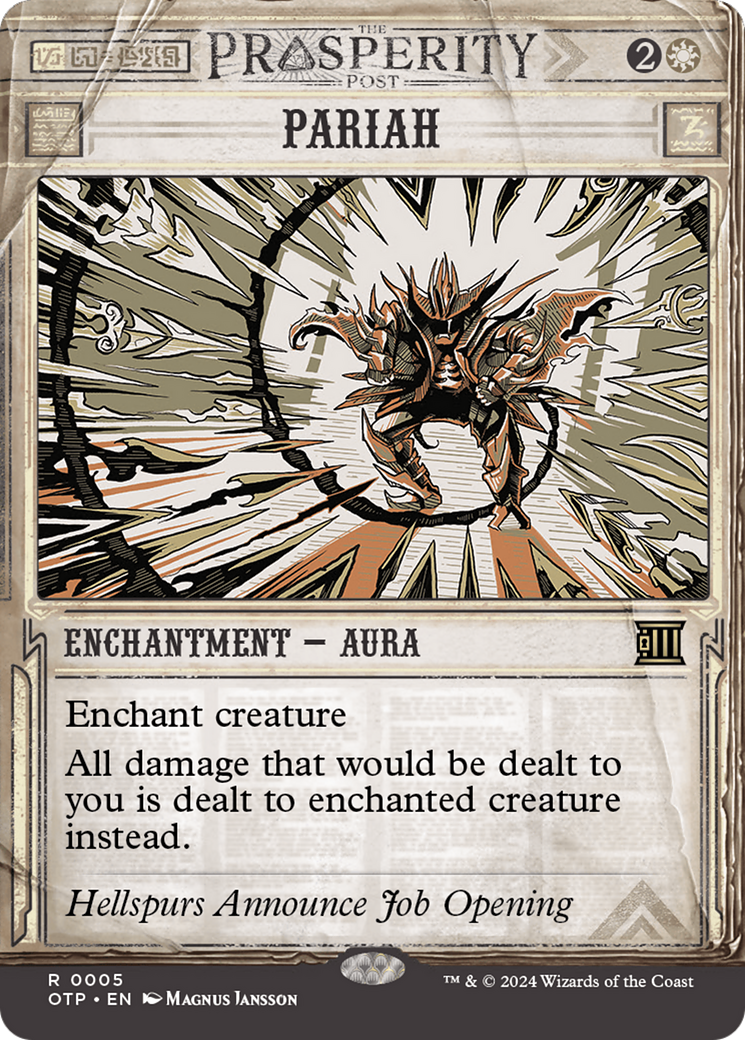 THE
PROSPERITY
POST
2
PARIAH
ENCHANTMENT – AURA
Enchant creature
All damage that would be dealt to
you is dealt to enchanted creature
instead.
Hellspurs Announce Job Opening
R 0005
OTP • EN Magnus Jansson
™ & © 2024 Wizards of the Coast